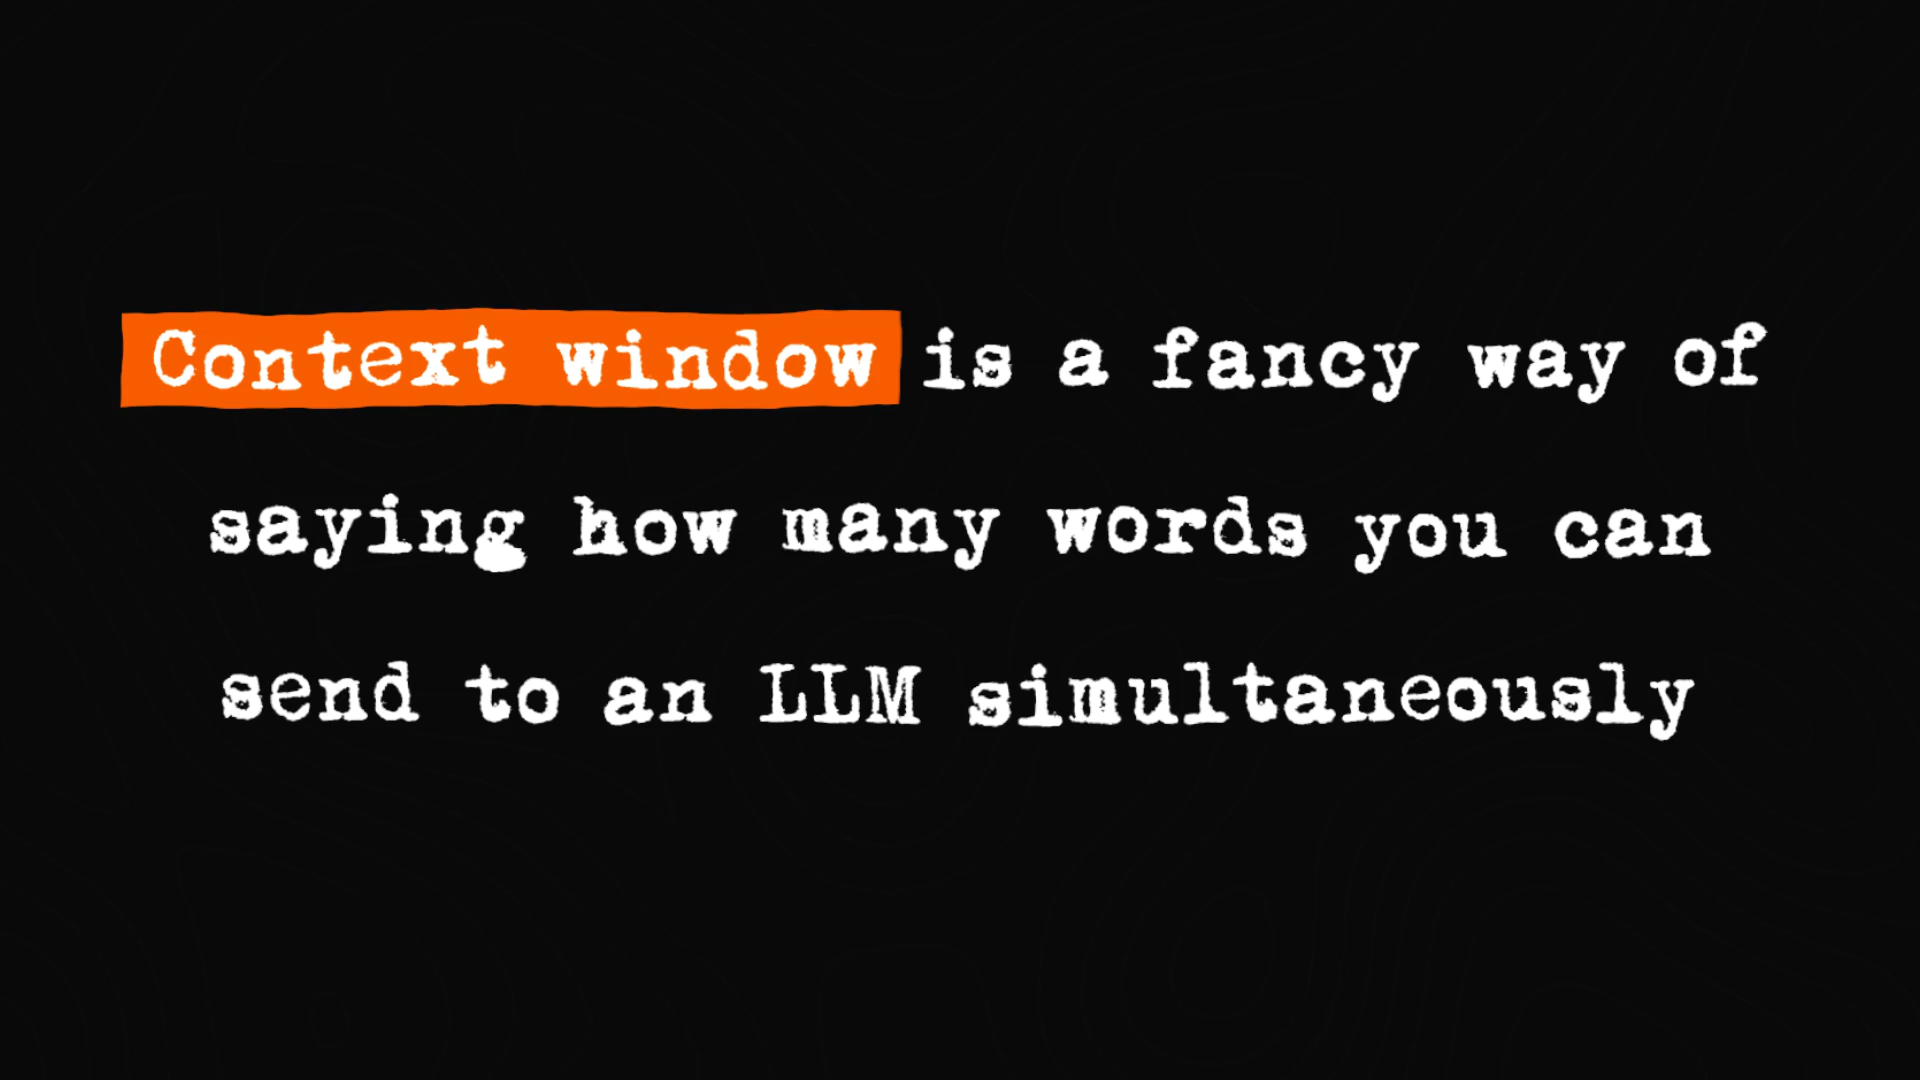 Context window is a fancy way of
saying how many words you can
send to an LLM simultaneously